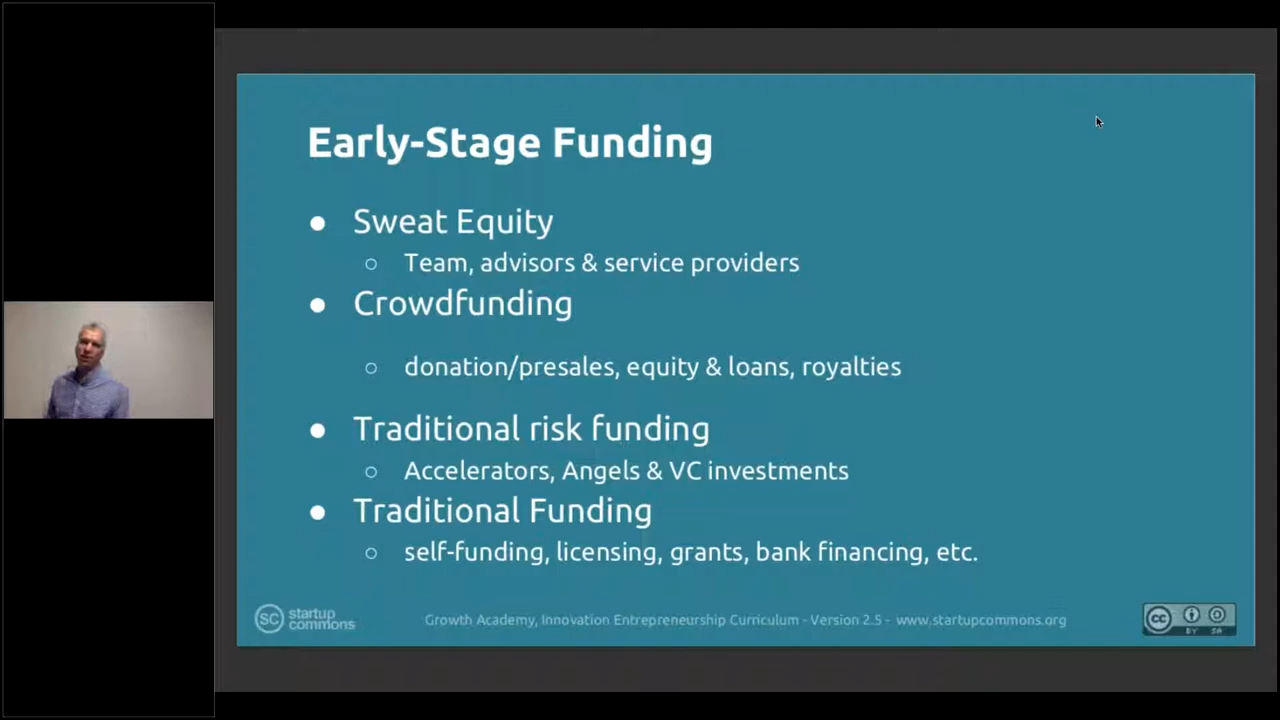 Early-Stage Funding
● Sweat Equity
○ Team, advisors & service providers
● Crowdfunding
○ donation/presales, equity & loans, royalties
● Traditional risk funding
○ Accelerators, Angels & VC investments
● Traditional Funding
○ self-funding, licensing, grants, bank financing, etc.
SC startup commons
Growth Academy, Innovation Entrepreneurship Curriculum - Version 2.5 - www.startupcommons.org
cc BY SA